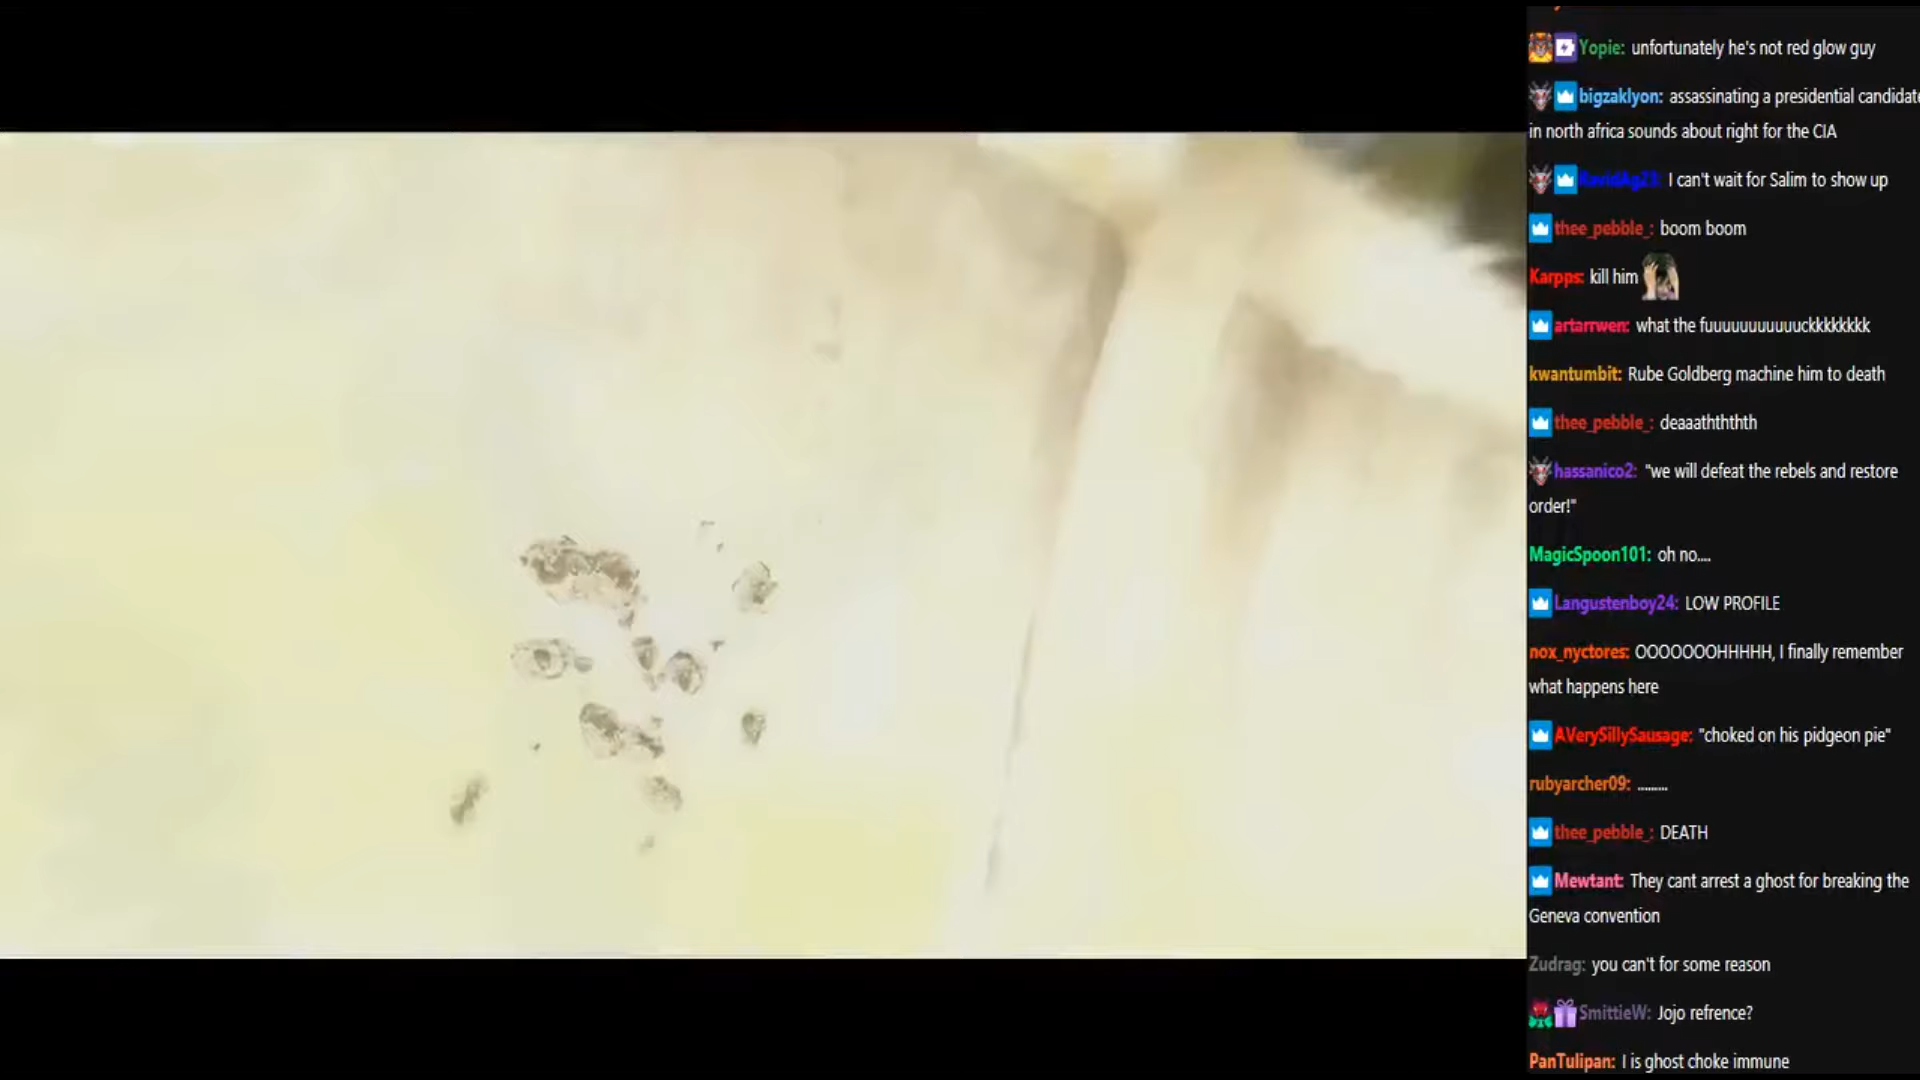 Yopie: unfortunately he's not red glow guy
bigzaklyon: assassinating a presidential candidate
in north africa sounds about right for the CIA
RavidAg23: I can't wait for Salim to show up
thee_pebble_: boom boom
Karpps: kill him
artarrwen: what the fuuuuuuuuuuuckkkkkkkk
kwantumbit: Rube Goldberg machine him to death
thee_pebble_: deaaathththth
hassanico2: "we will defeat the rebels and restore
order!"
MagicSpoon101: oh no....
Langustenboy24: LOW PROFILE
nox_nyctores: OOOOOOOHHHHH, I finally remember
what happens here
AVerySillySausage: "choked on his pidgeon pie"
rubyarcher09: .........
thee_pebble_: DEATH
Mewtant: They cant arrest a ghost for breaking the
Geneva convention
Zudrag: you can't for some reason
SmittieW: Jojo refrence?
PanTulipan: I is ghost choke immune